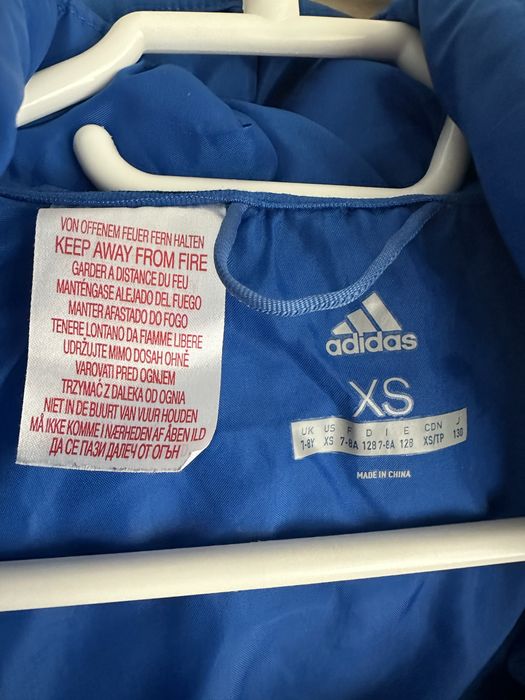 VON OFFENEM FEUER FERN HALTEN
KEEP AWAY FROM FIRE
GARDER A DISTANCE DU FEU
MANTÉNGASE ALEJADO DEL FUEGO
MANTER AFASTADO DO FOGO
TENERE LONTANO DA FIAMME LIBERE
UDRŽUJTE MIMO DOSAH OHNĚ
VAROVATI PRED OGNJEM
TRZYMAĆ Z DALEKA OD OGNIA
NIET IN DE BUURT VAN VUUR HOUDEN
MÅ IKKE KOMME I NÆRHEDEN AF ÅBEN ILD
ДА СЕ ПАЗИ ДАЛЕЧ ОТ ОГЪН
adidas
XS
UK US F D I E CDN J
7-8Y XS 7-8A 128 7-8A 128 XS/TP 130
MADE IN CHINA